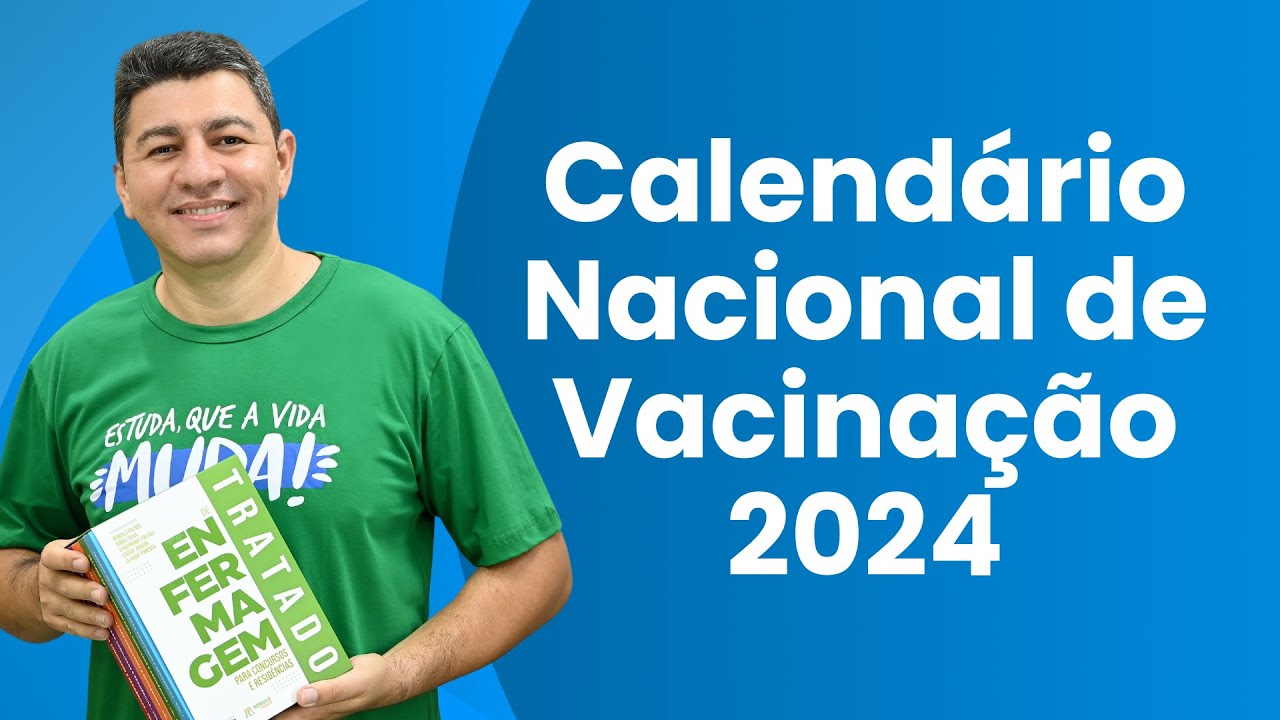 Calendário
Nacional de
Vacinação
2024
ESTUDA, QUE A VIDA
MUDA!
TRATADO
DE
EN
FER
MA
GEM
PARA CONCURSOS
E RESIDÊNCIAS